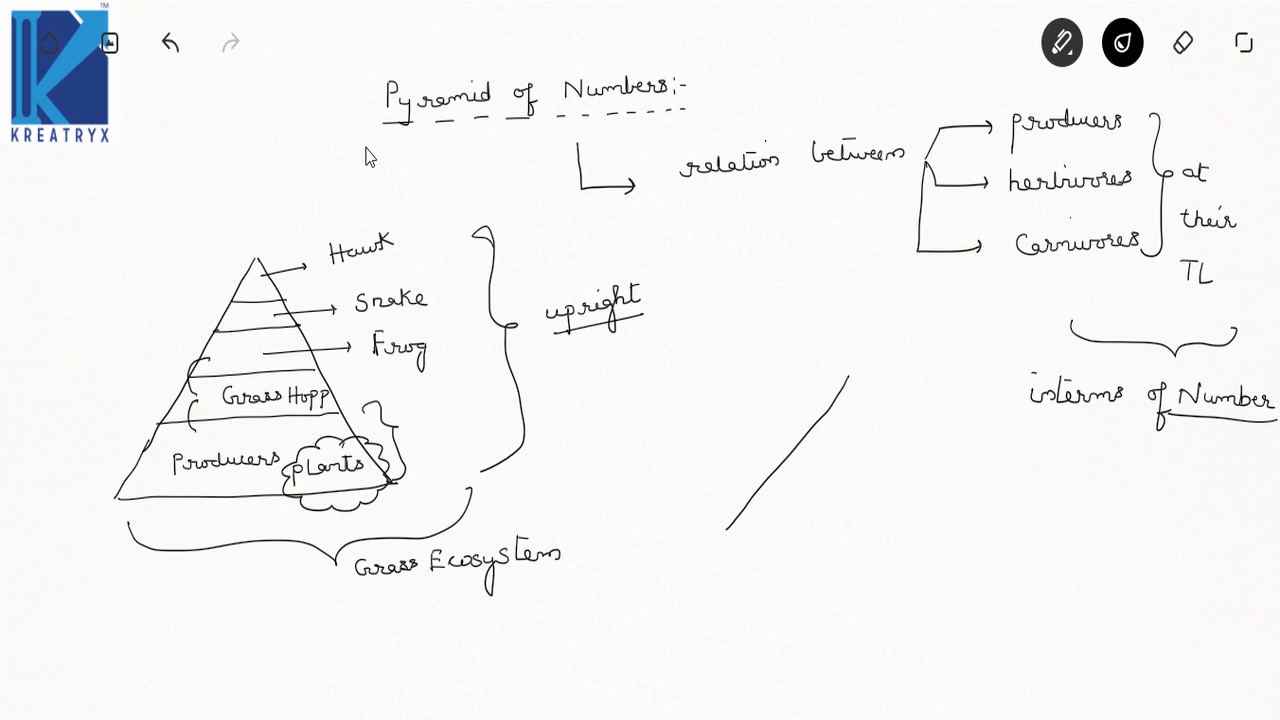 TM
KREATRYX
Pyramid of Numbers:-
relation between
producers
herbivores
Carnivores
at
their
TL
interms of Number
Hawk
Snake
Frog
Grass Hopp
Producers plants
upright
Grass Ecosystem